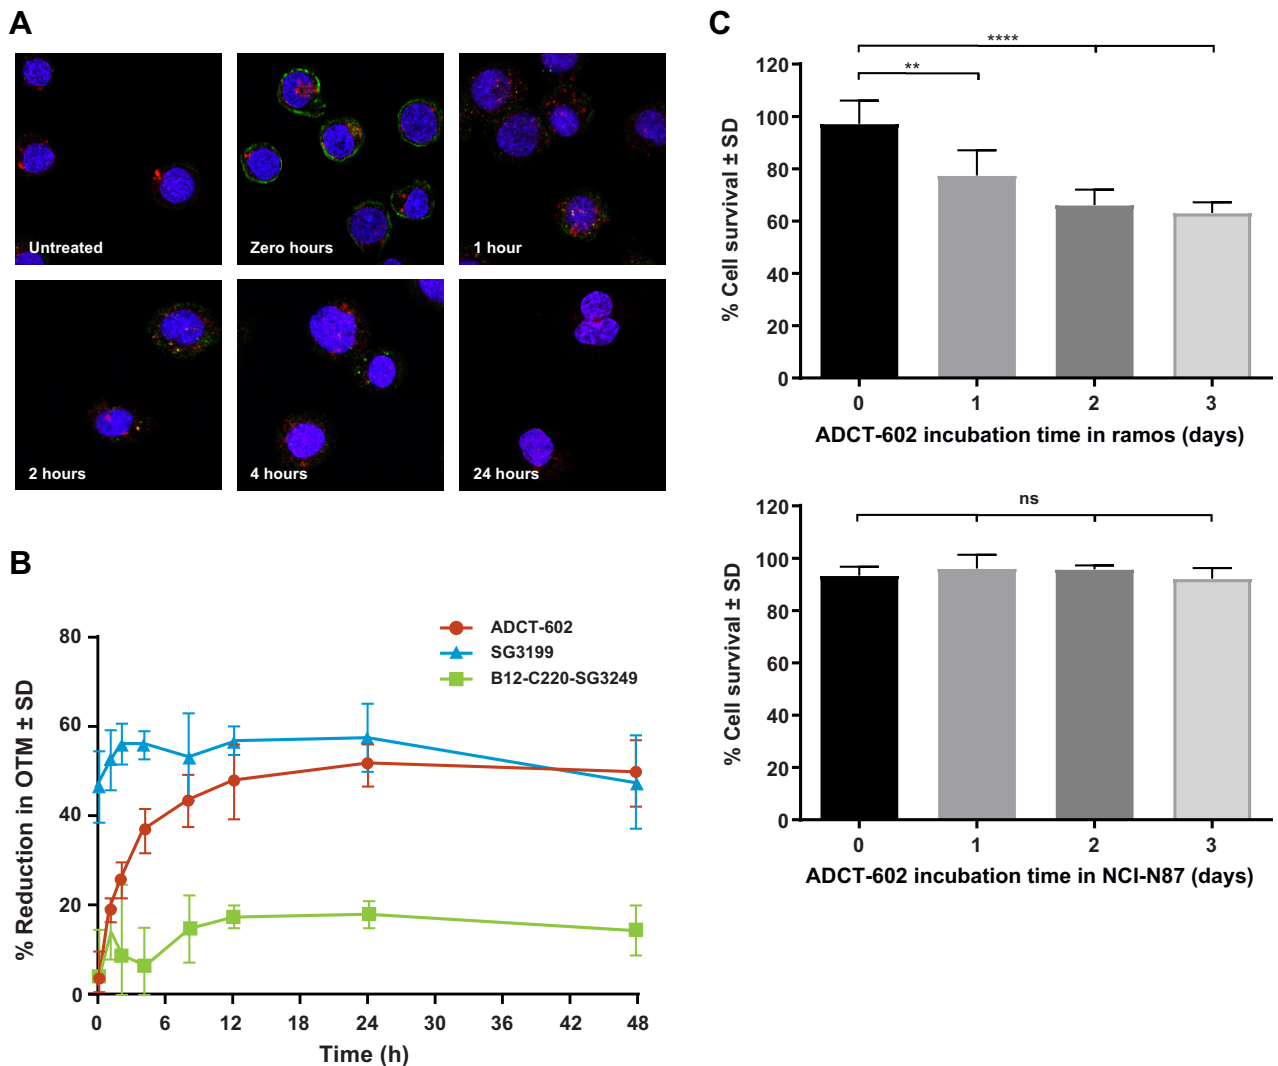 A
Untreated
Zero hours
1 hour
2 hours
4 hours
24 hours
B
ADCT-602
SG3199
B12-C220-SG3249
% Reduction in OTM ± SD
80
60
40
20
0
0 6 12 18 24 30 36 42 48
Time (h)
C
****
**
% Cell survival ± SD
120
100
80
60
40
20
0
0 1 2 3
ADCT-602 incubation time in ramos (days)
ns
% Cell survival ± SD
120
100
80
60
40
20
0
0 1 2 3
ADCT-602 incubation time in NCI-N87 (days)